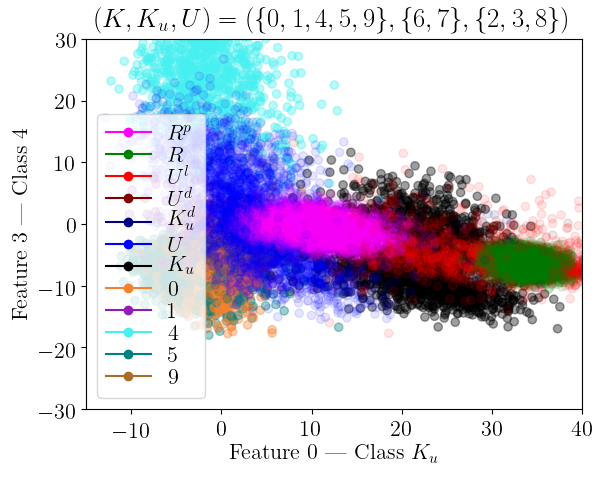 (K, K_u, U) = ({0, 1, 4, 5, 9}, {6, 7}, {2, 3, 8})
30
20
10
0
−10
−20
−30
Feature 3 — Class 4
R^p
R
U^l
U^d
K_u^d
U
K_u
0
1
4
5
9
−10 0 10 20 30 40
Feature 0 — Class K_u